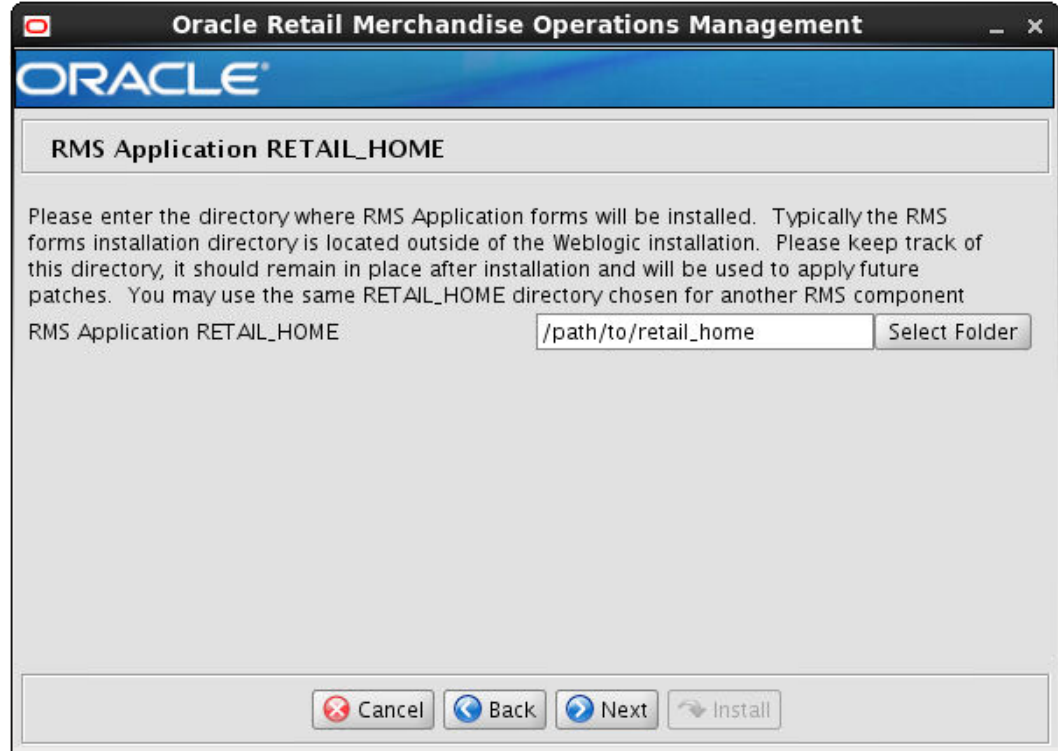 Oracle Retail Merchandise Operations Management
ORACLE
RMS Application RETAIL_HOME
Please enter the directory where RMS Application forms will be installed.  Typically the RMS
forms installation directory is located outside of the Weblogic installation.  Please keep track of
this directory, it should remain in place after installation and will be used to apply future
patches.  You may use the same RETAIL_HOME directory chosen for another RMS component
RMS Application RETAIL_HOME /path/to/retail_home Select Folder
Cancel Back Next Install